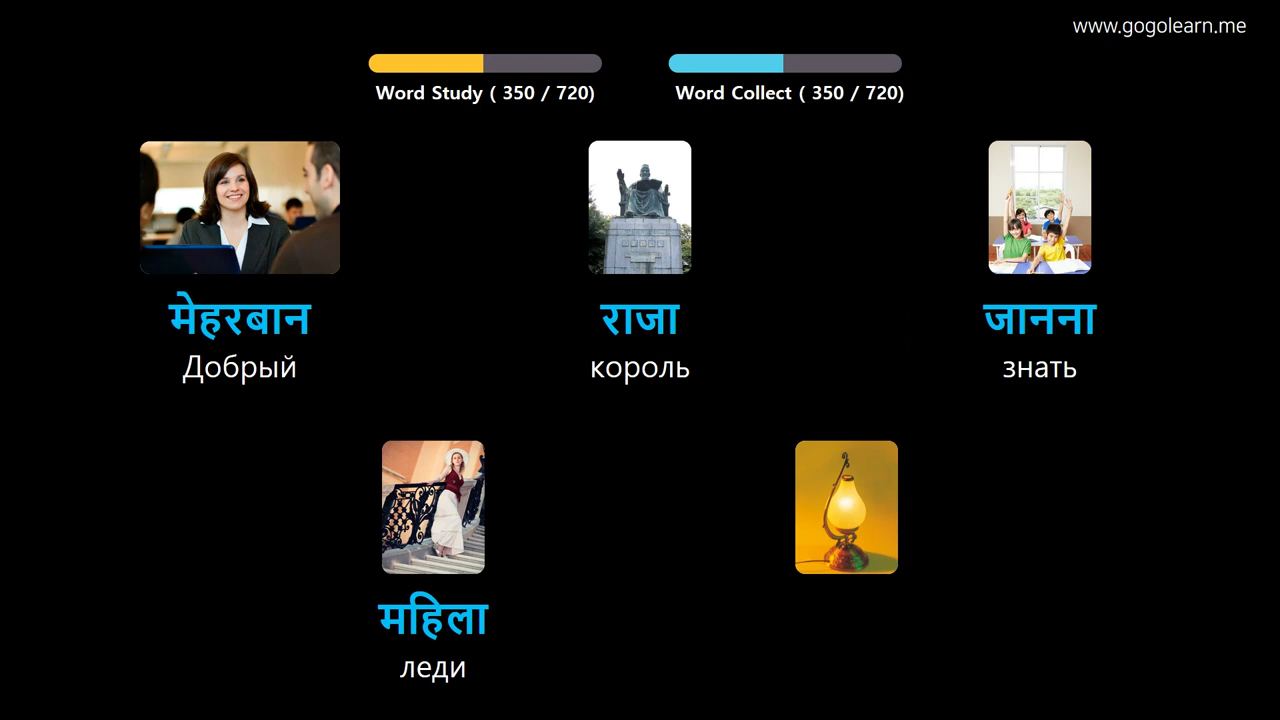 www.gogolearn.me
Word Study ( 350 / 720)
Word Collect ( 350 / 720)
मेहरबान
Добрый
राजा
король
जानना
знать
महिला
леди